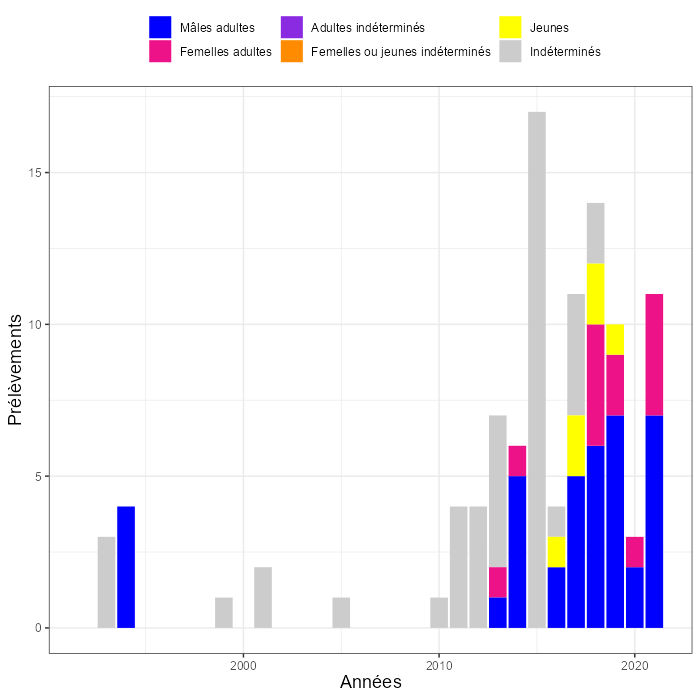 Mâles adultes Adultes indéterminés Jeunes
Femelles adultes Femelles ou jeunes indéterminés Indéterminés
15
10
5
0
Prélèvements
2000 2010 2020
Années